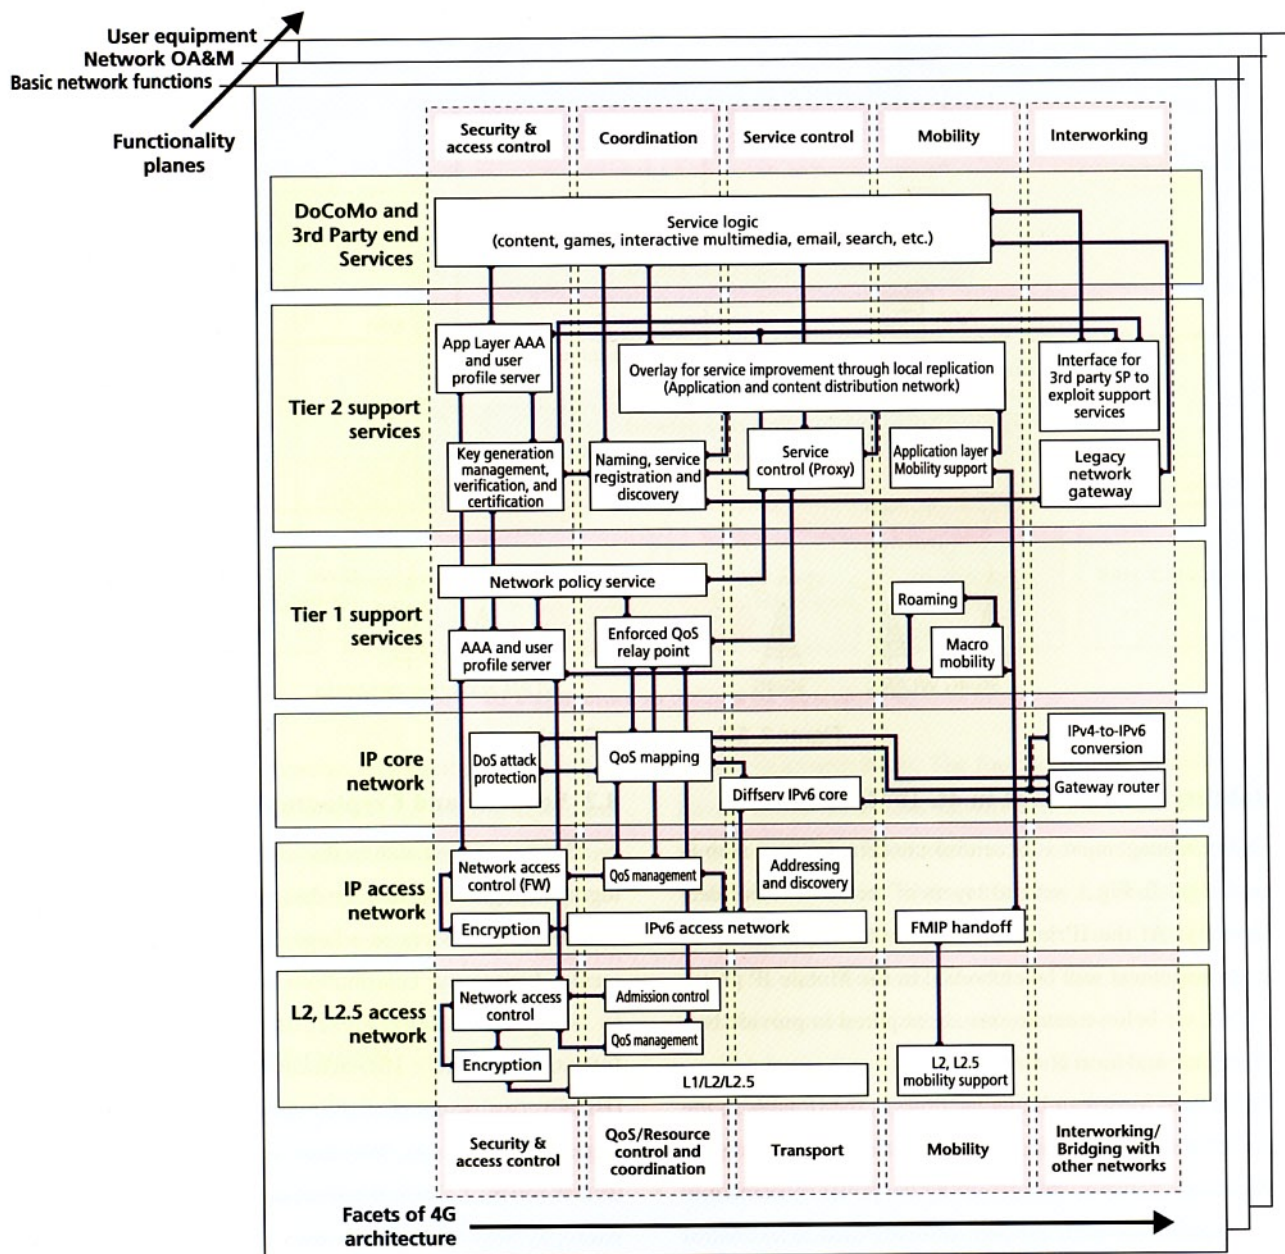 User equipment
Network OA&M
Basic network functions
Functionality
planes
Security &
access control
Coordination
Service control
Mobility
Interworking
DoCoMo and
3rd Party end
Services
Service logic
(content, games, interactive multimedia, email, search, etc.)
Tier 2 support
services
App Layer AAA
and user
profile server
Overlay for service improvement through local replication
(Application and content distribution network)
Interface for
3rd party SP to
exploit support
services
Key generation
management,
verification, and
certification
Naming, service
registration and
discovery
Service
control (Proxy)
Application layer
Mobility support
Legacy
network
gateway
Tier 1 support
services
Network policy service
Roaming
AAA and user
profile server
Enforced QoS
relay point
Macro
mobility
IP core
network
DoS attack
protection
QoS mapping
Diffserv IPv6 core
IPv4-to-IPv6
conversion
Gateway router
IP access
network
Network access
control (FW)
QoS management
Addressing
and discovery
Encryption
IPv6 access network
FMIP handoff
L2, L2.5 access
network
Network access
control
Admission control
QoS management
Encryption
L1/L2/L2.5
L2, L2.5
mobility support
Security &
access control
QoS/Resource
control and
coordination
Transport
Mobility
Interworking/
Bridging with
other networks
Facets of 4G
architecture